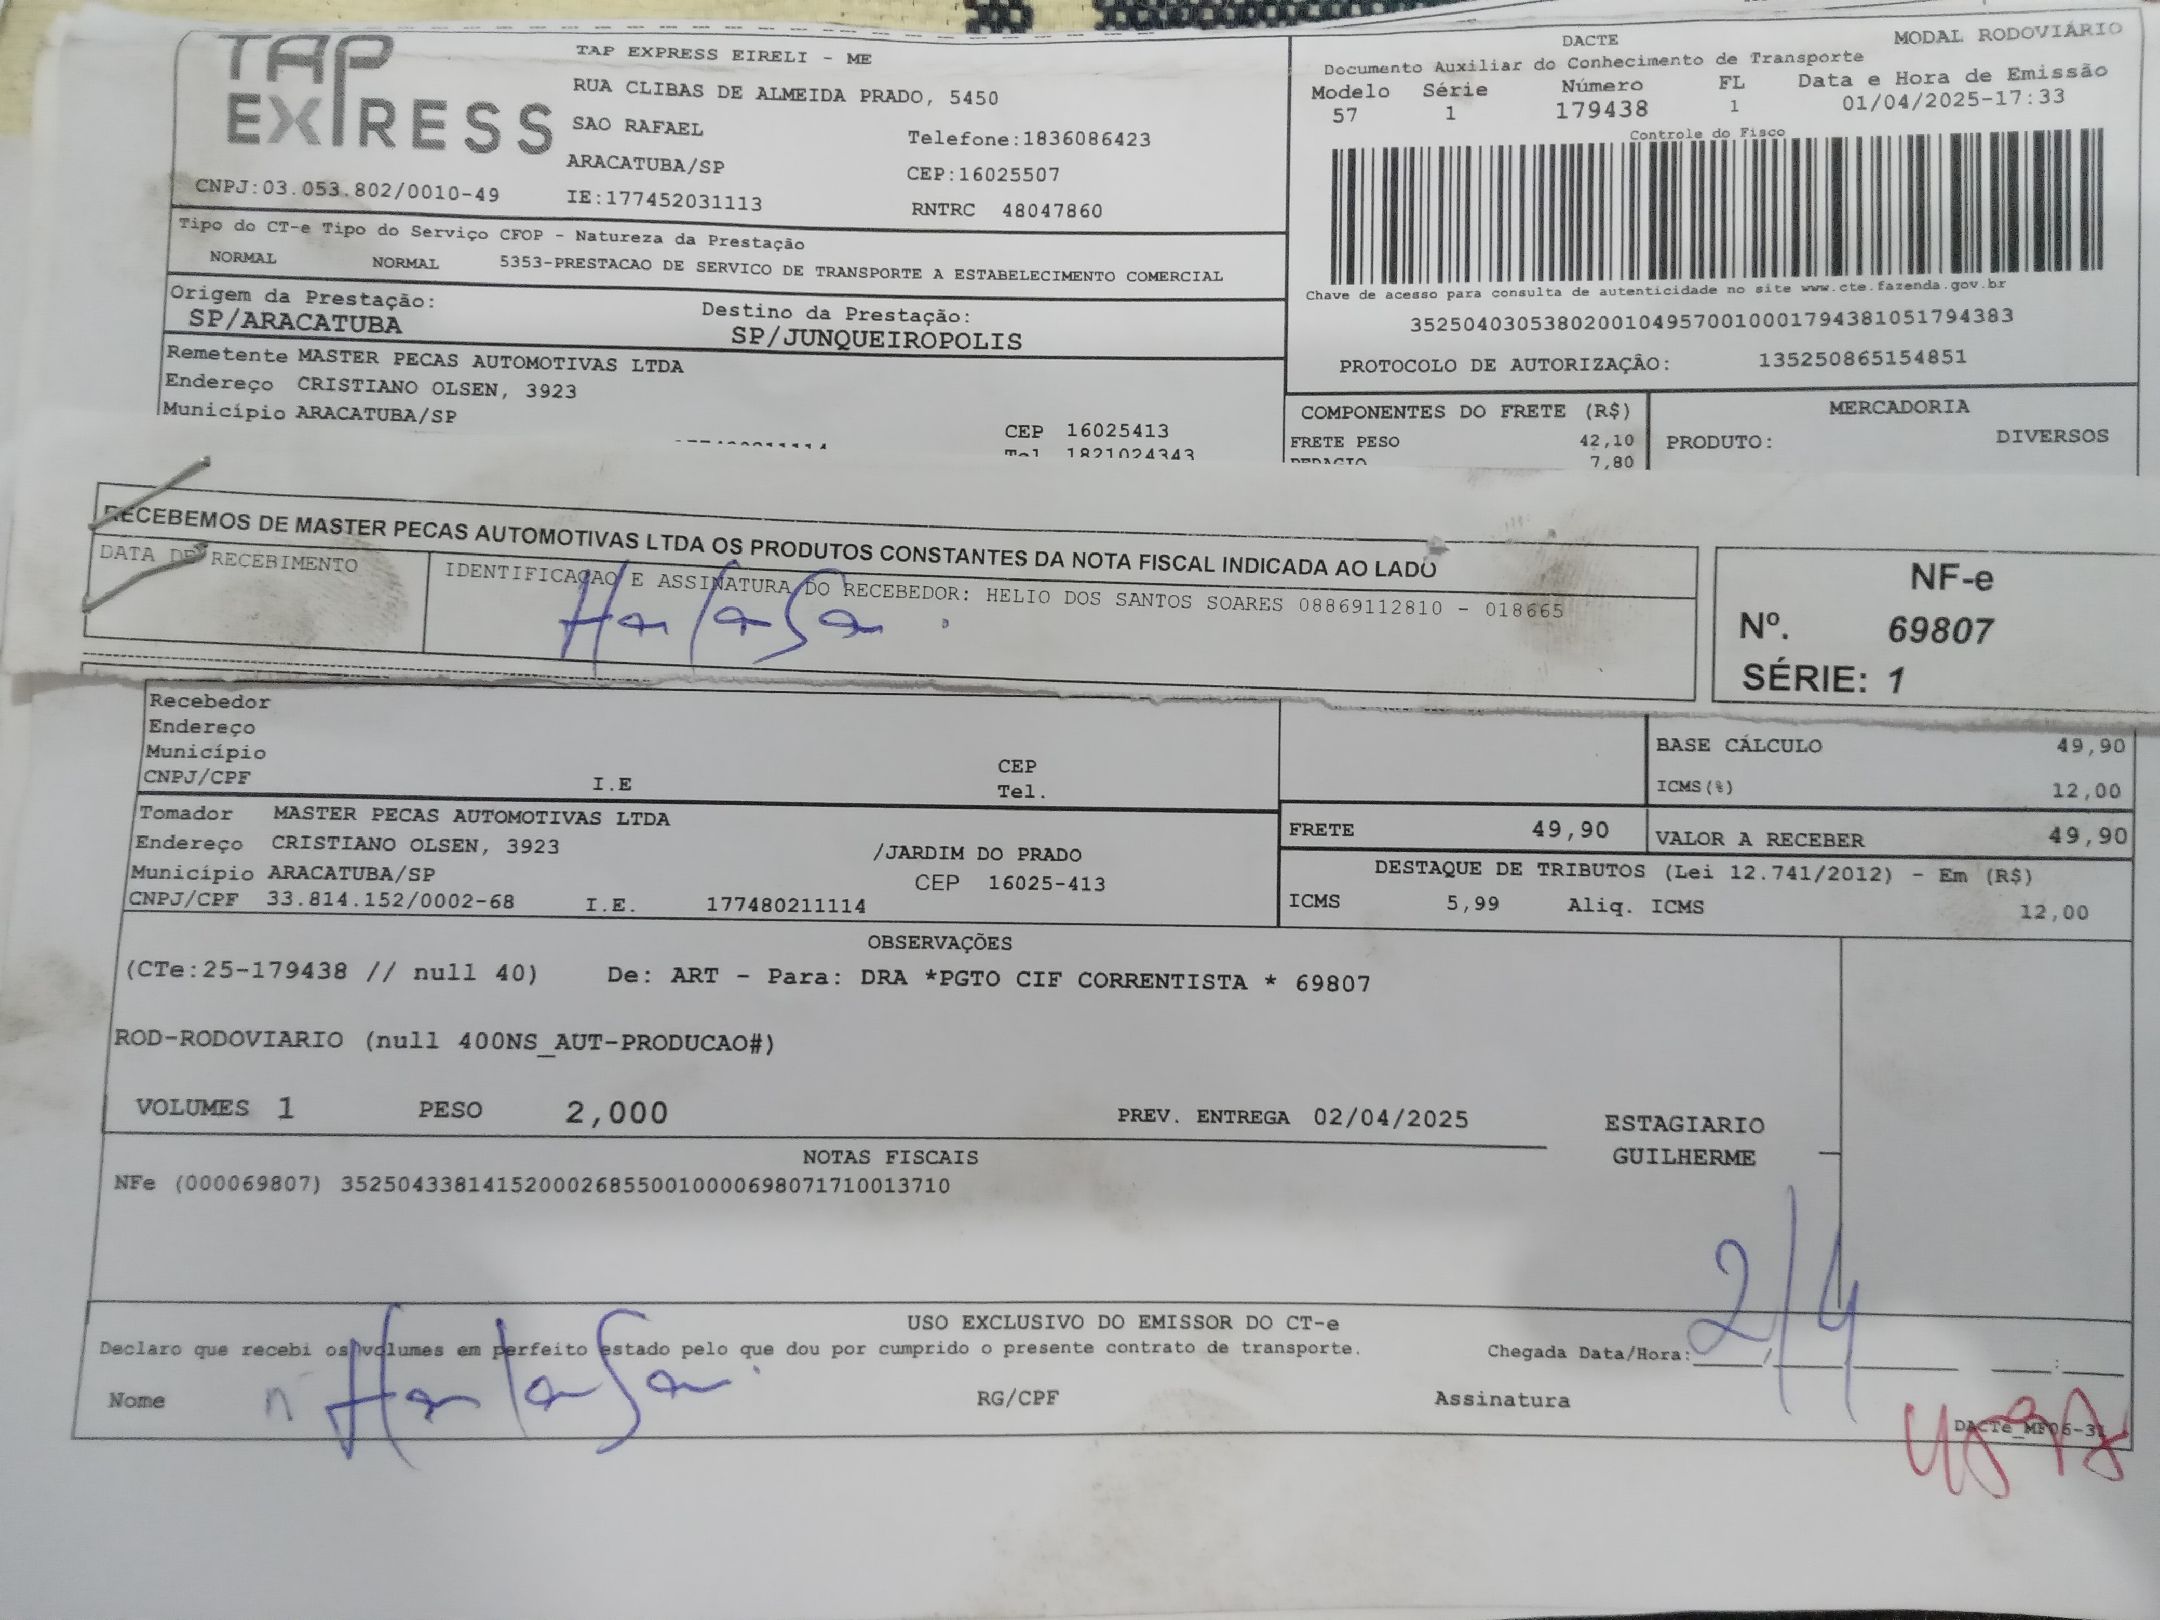 TAP EXPRESS
TAP EXPRESS EIRELI - ME
RUA CLIBAS DE ALMEIDA PRADO, 5450
SAO RAFAEL Telefone:1836086423
ARACATUBA/SP CEP:16025507
CNPJ:03.053.802/0010-49 IE:177452031113 RNTRC 48047860
DACTE MODAL RODOVIÁRIO
Documento Auxiliar do Conhecimento de Transporte
Modelo Série Número FL Data e Hora de Emissão
57 1 179438 1 01/04/2025-17:33
Controle do Fisco
Chave de acesso para consulta de autenticidade no site www.cte.fazenda.gov.br
35250403053802001049570010001794381051794383
PROTOCOLO DE AUTORIZAÇÃO: 135250865154851
Tipo do CT-e Tipo do Serviço CFOP - Natureza da Prestação
NORMAL NORMAL 5353-PRESTACAO DE SERVICO DE TRANSPORTE A ESTABELECIMENTO COMERCIAL
Origem da Prestação: Destino da Prestação:
SP/ARACATUBA SP/JUNQUEIROPOLIS
Remetente MASTER PECAS AUTOMOTIVAS LTDA
Endereço CRISTIANO OLSEN, 3923
Município ARACATUBA/SP CEP 16025413
Tel 1821024343
COMPONENTES DO FRETE (R$) MERCADORIA
FRETE PESO 42,10 PRODUTO: DIVERSOS
PEDAGIO 7,80
RECEBEMOS DE MASTER PECAS AUTOMOTIVAS LTDA OS PRODUTOS CONSTANTES DA NOTA FISCAL INDICADA AO LADO
DATA DE RECEBIMENTO IDENTIFICAÇAO E ASSINATURA DO RECEBEDOR: HELIO DOS SANTOS SOARES 08869112810 - 018665
NF-e
Nº. 69807
SÉRIE: 1
Recebedor
Endereço
Município CEP
CNPJ/CPF I.E Tel.
BASE CÁLCULO 49,90
ICMS(%) 12,00
Tomador MASTER PECAS AUTOMOTIVAS LTDA
Endereço CRISTIANO OLSEN, 3923 /JARDIM DO PRADO
Município ARACATUBA/SP CEP 16025-413
CNPJ/CPF 33.814.152/0002-68 I.E. 177480211114
FRETE 49,90 VALOR A RECEBER 49,90
DESTAQUE DE TRIBUTOS (Lei 12.741/2012) - Em (R$)
ICMS 5,99 Aliq. ICMS 12,00
OBSERVAÇÕES
(CTe:25-179438 // null 40) De: ART - Para: DRA *PGTO CIF CORRENTISTA * 69807
ROD-RODOVIARIO (null 400NS_AUT-PRODUCAO#)
VOLUMES 1 PESO 2,000 PREV. ENTREGA 02/04/2025 ESTAGIARIO
GUILHERME
NOTAS FISCAIS
NFe (000069807) 35250433814152000268550010000698071710013710
2/4
USO EXCLUSIVO DO EMISSOR DO CT-e
Declaro que recebi os volumes em perfeito estado pelo que dou por cumprido o presente contrato de transporte. Chegada Data/Hora:
Nome RG/CPF Assinatura